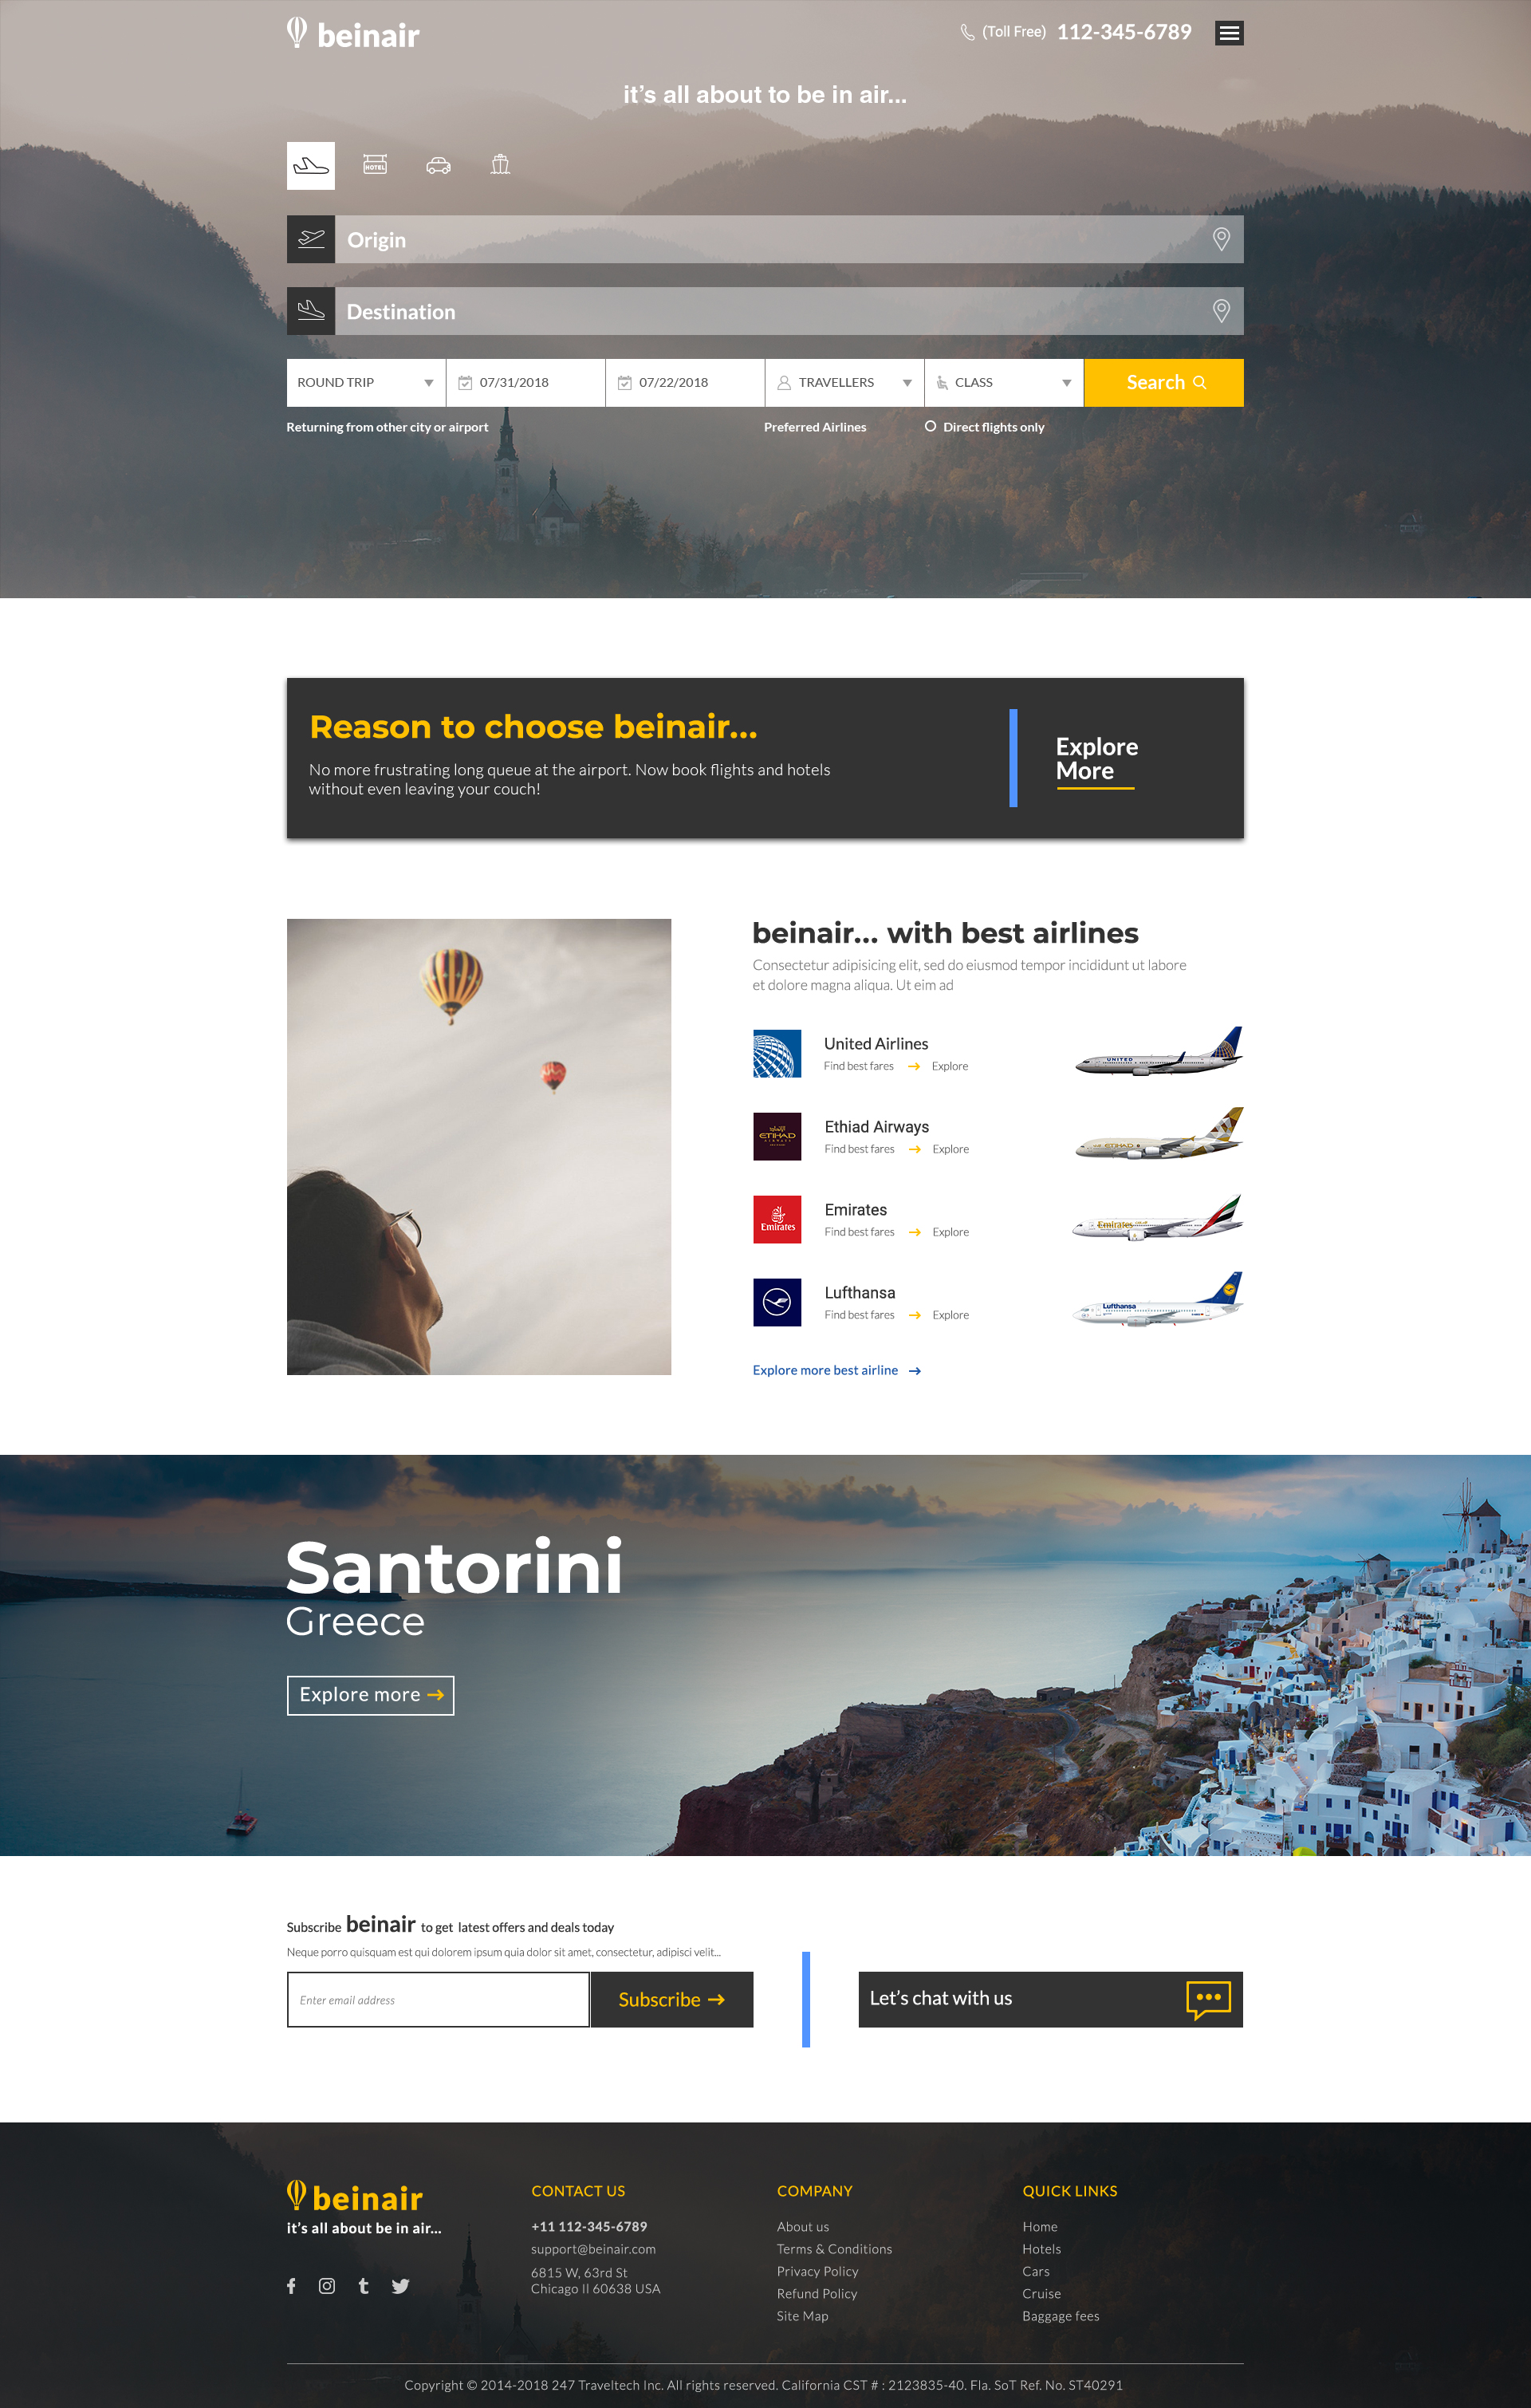 beinair
(Toll Free) 112-345-6789
it's all about to be in air...
HOTEL
Origin
Destination
ROUND TRIP
07/31/2018
07/22/2018
TRAVELLERS
CLASS
Search
Returning from other city or airport
Preferred Airlines
Direct flights only
Reason to choose beinair...
No more frustrating long queue at the airport. Now book flights and hotels
without even leaving your couch!
Explore
More
beinair... with best airlines
Consectetur adipisicing elit, sed do eiusmod tempor incididunt ut labore
et dolore magna aliqua. Ut eim ad
United Airlines
Find best fares Explore
UNITED
ETIHAD
AIRWAYS
Ethiad Airways
Find best fares Explore
ETIHAD
Emirates
Emirates
Find best fares Explore
Emirates
Lufthansa
Find best fares Explore
Lufthansa
Explore more best airline
Santorini
Greece
Explore more
Subscribe beinair to get latest offers and deals today
Neque porro quisquam est qui dolorem ipsum quia dolor sit amet, consectetur, adipisci velit...
Enter email address
Subscribe
Let's chat with us
beinair
it's all about be in air...
CONTACT US
+11 112-345-6789
support@beinair.com
6815 W, 63rd St
Chicago Il 60638 USA
COMPANY
About us
Terms & Conditions
Privacy Policy
Refund Policy
Site Map
QUICK LINKS
Home
Hotels
Cars
Cruise
Baggage fees
Copyright © 2014-2018 247 Traveltech Inc. All rights reserved. California CST # : 2123835-40. Fla. SoT Ref. No. ST40291